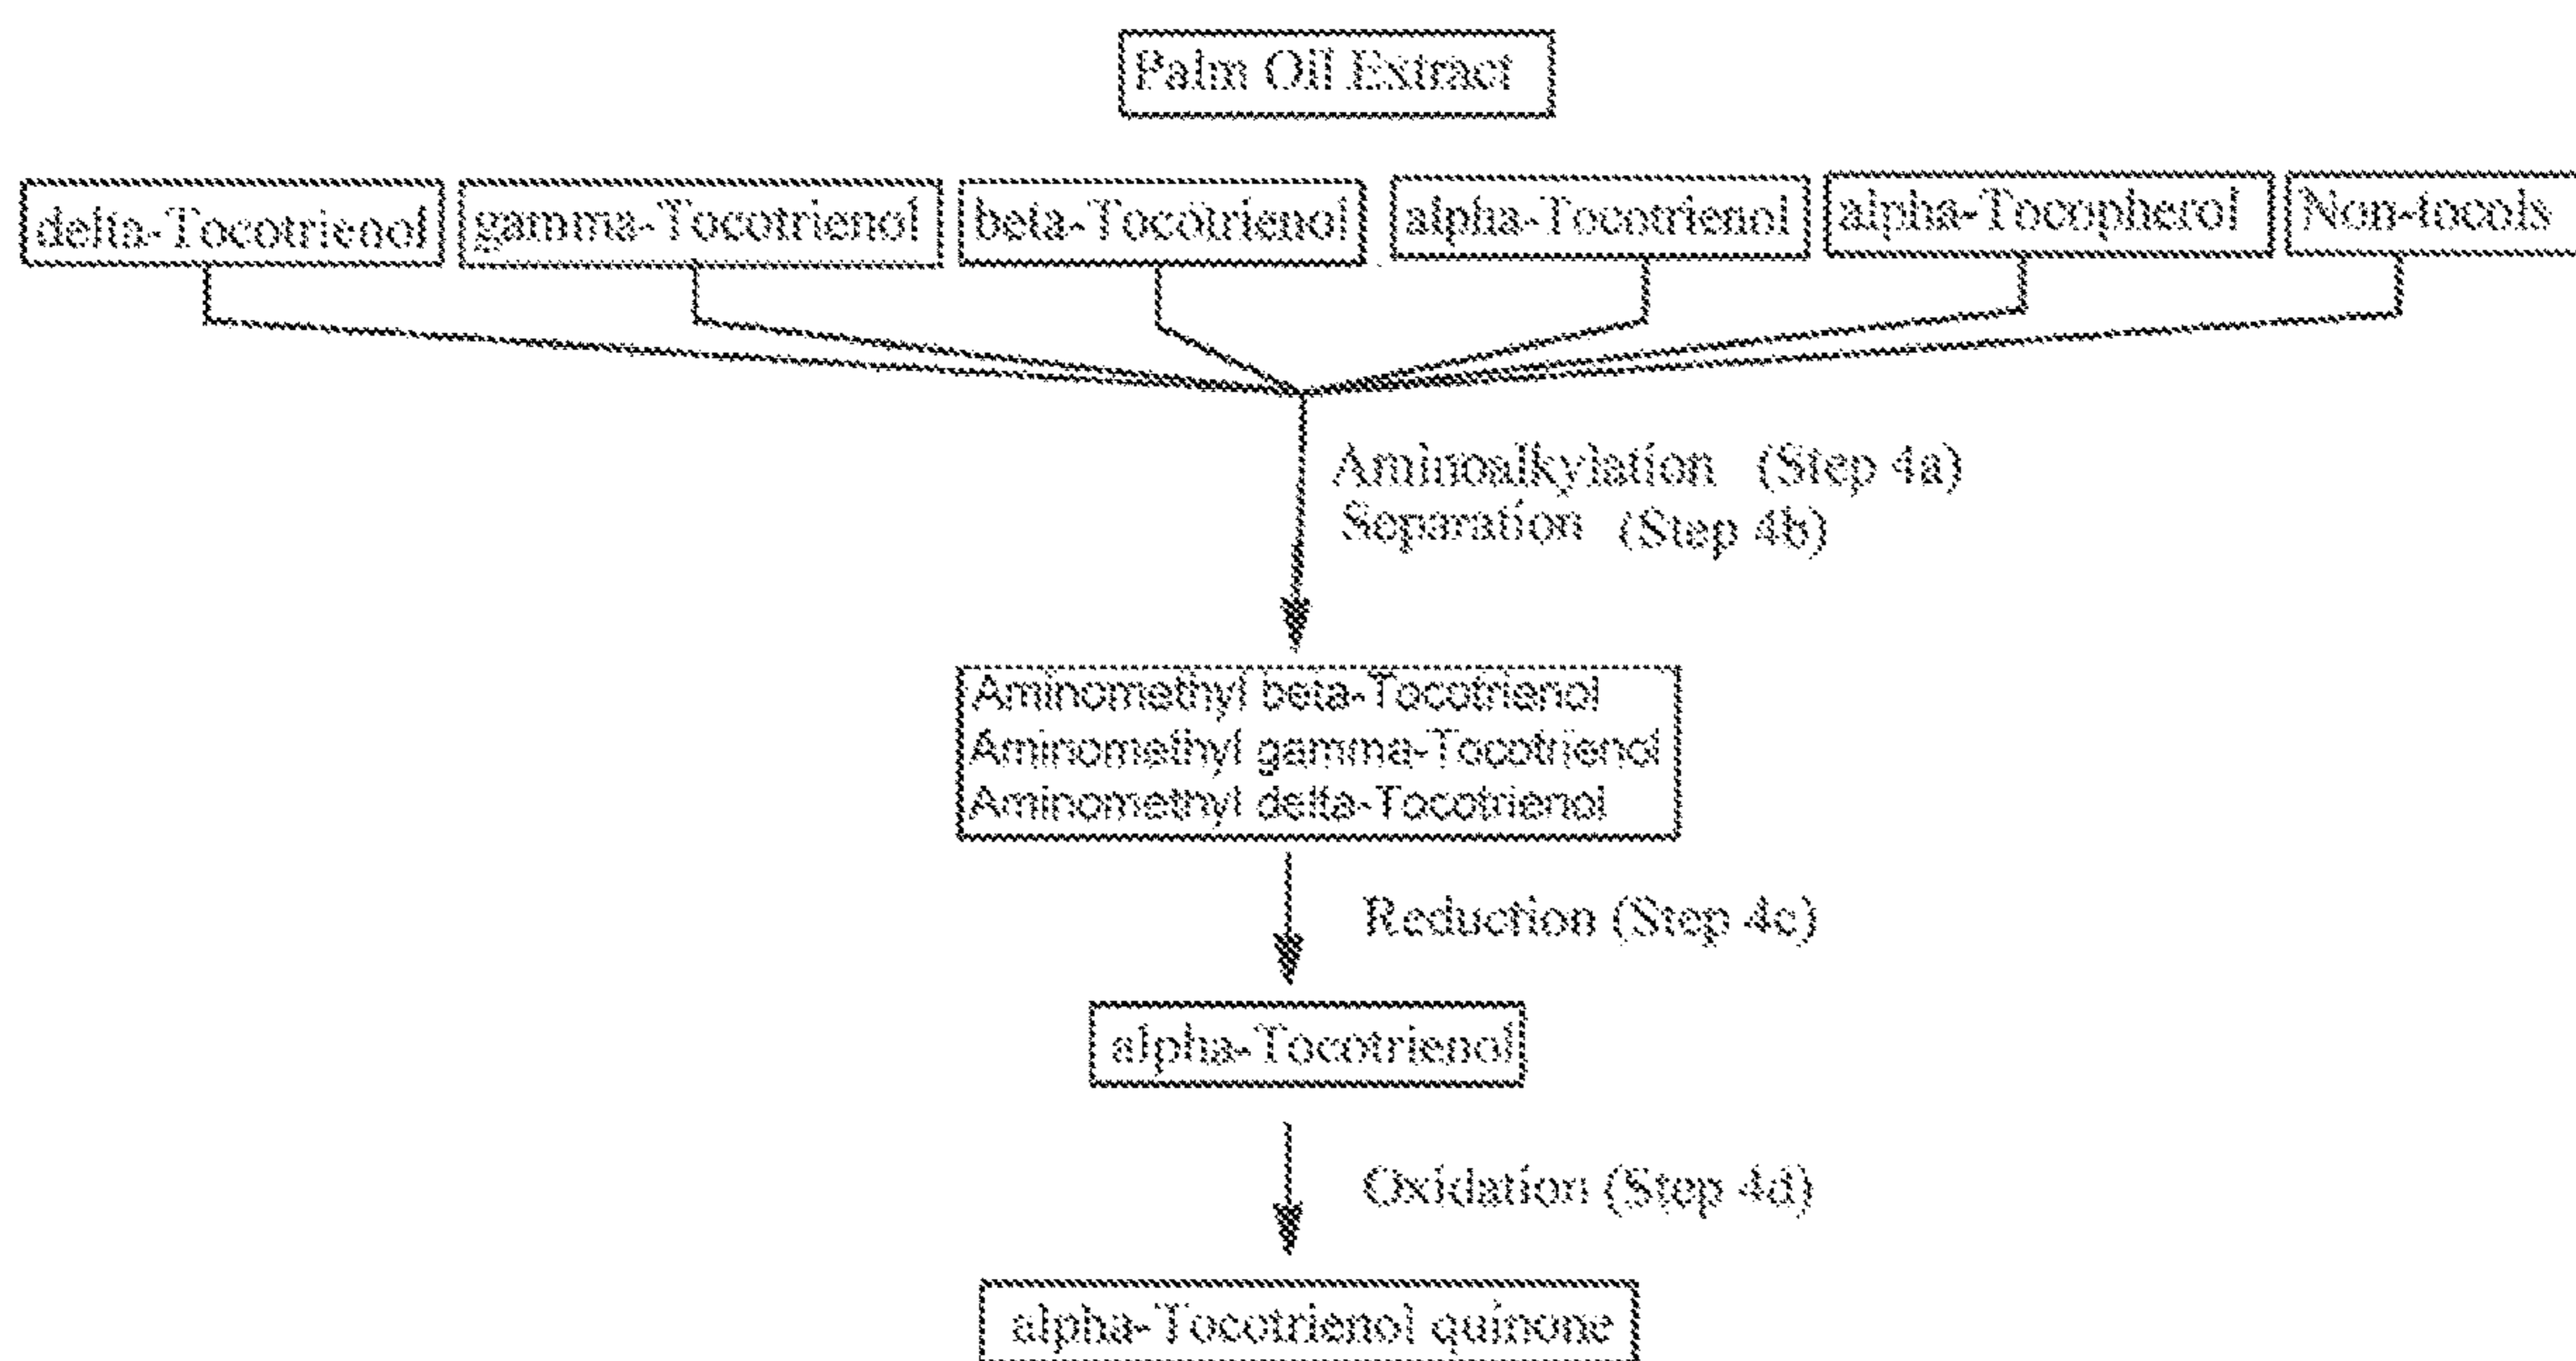 Palm Oil Extract
delta-Tocotrienol
gamma-Tocotrienol
beta-Tocotrienol
alpha-Tocotrienol
alpha-Tocopherol
Non-tocols
Aminoalkylation (Step 4a)
Separation (Step 4b)
Aminomethyl beta-Tocotrienol
Aminomethyl gamma-Tocotrienol
Aminomethyl delta-Tocotrienol
Reduction (Step 4c)
alpha-Tocotrienol
Oxidation (Step 4d)
alpha-Tocotrienol quinone